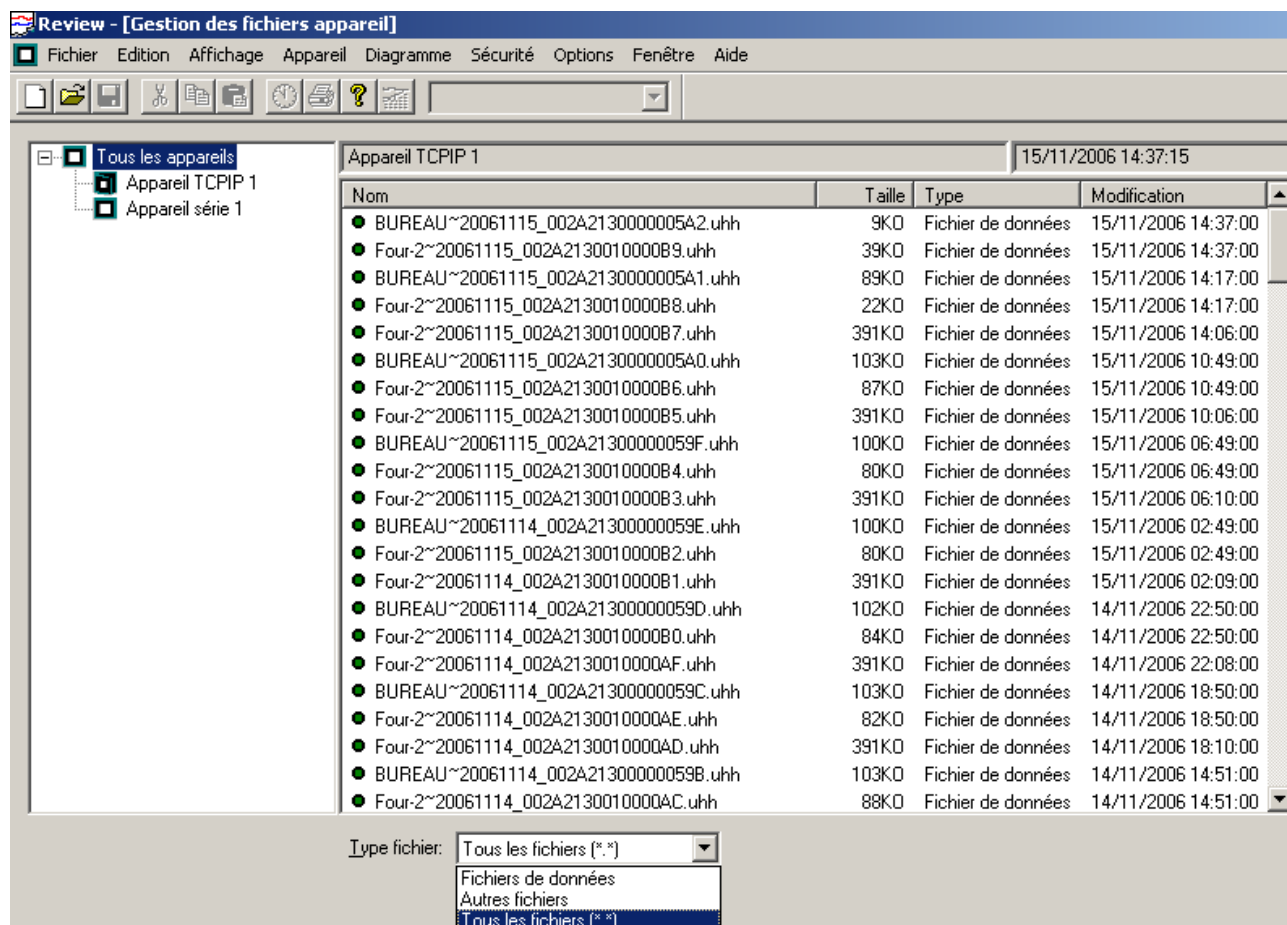 Review - [Gestion des fichiers appareil]
Fichier Edition Affichage Appareil Diagramme Sécurité Options Fenêtre Aide
Tous les appareils
Appareil TCPIP 1
Appareil série 1
Appareil TCPIP 1 15/11/2006 14:37:15
Nom Taille Type Modification
BUREAU~20061115_002A2130000005A2.uhh 9KO Fichier de données 15/11/2006 14:37:00
Four-2~20061115_002A2130010000B9.uhh 39KO Fichier de données 15/11/2006 14:37:00
BUREAU~20061115_002A2130000005A1.uhh 89KO Fichier de données 15/11/2006 14:17:00
Four-2~20061115_002A2130010000B8.uhh 22KO Fichier de données 15/11/2006 14:17:00
Four-2~20061115_002A2130010000B7.uhh 391KO Fichier de données 15/11/2006 14:06:00
BUREAU~20061115_002A2130000005A0.uhh 103KO Fichier de données 15/11/2006 10:49:00
Four-2~20061115_002A2130010000B6.uhh 87KO Fichier de données 15/11/2006 10:49:00
Four-2~20061115_002A2130010000B5.uhh 391KO Fichier de données 15/11/2006 10:06:00
BUREAU~20061115_002A21300000059F.uhh 100KO Fichier de données 15/11/2006 06:49:00
Four-2~20061115_002A2130010000B4.uhh 80KO Fichier de données 15/11/2006 06:49:00
Four-2~20061115_002A2130010000B3.uhh 391KO Fichier de données 15/11/2006 06:10:00
BUREAU~20061114_002A21300000059E.uhh 100KO Fichier de données 15/11/2006 02:49:00
Four-2~20061115_002A2130010000B2.uhh 80KO Fichier de données 15/11/2006 02:49:00
Four-2~20061114_002A2130010000B1.uhh 391KO Fichier de données 15/11/2006 02:09:00
BUREAU~20061114_002A21300000059D.uhh 102KO Fichier de données 14/11/2006 22:50:00
Four-2~20061114_002A2130010000B0.uhh 84KO Fichier de données 14/11/2006 22:50:00
Four-2~20061114_002A2130010000AF.uhh 391KO Fichier de données 14/11/2006 22:08:00
BUREAU~20061114_002A21300000059C.uhh 103KO Fichier de données 14/11/2006 18:50:00
Four-2~20061114_002A2130010000AE.uhh 82KO Fichier de données 14/11/2006 18:50:00
Four-2~20061114_002A2130010000AD.uhh 391KO Fichier de données 14/11/2006 18:10:00
BUREAU~20061114_002A21300000059B.uhh 103KO Fichier de données 14/11/2006 14:51:00
Four-2~20061114_002A2130010000AC.uhh 88KO Fichier de données 14/11/2006 14:51:00
Type fichier: Tous les fichiers (*.*)
Fichiers de données
Autres fichiers
Tous les fichiers (*.*)